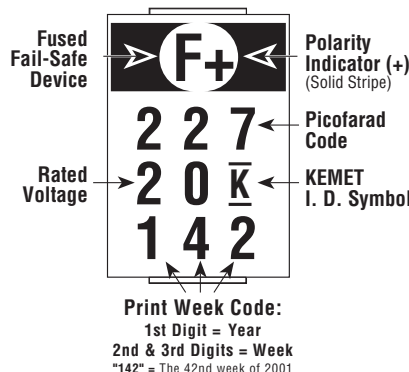 Fused
Fail-Safe
Device
F+
Polarity
Indicator (+)
(Solid Stripe)
2 2 7
Picofarad
Code
Rated
Voltage
2 0 K
KEMET
I. D. Symbol
1 4 2
Print Week Code:
1st Digit = Year
2nd & 3rd Digits = Week
"142" = The 42nd week of 2001